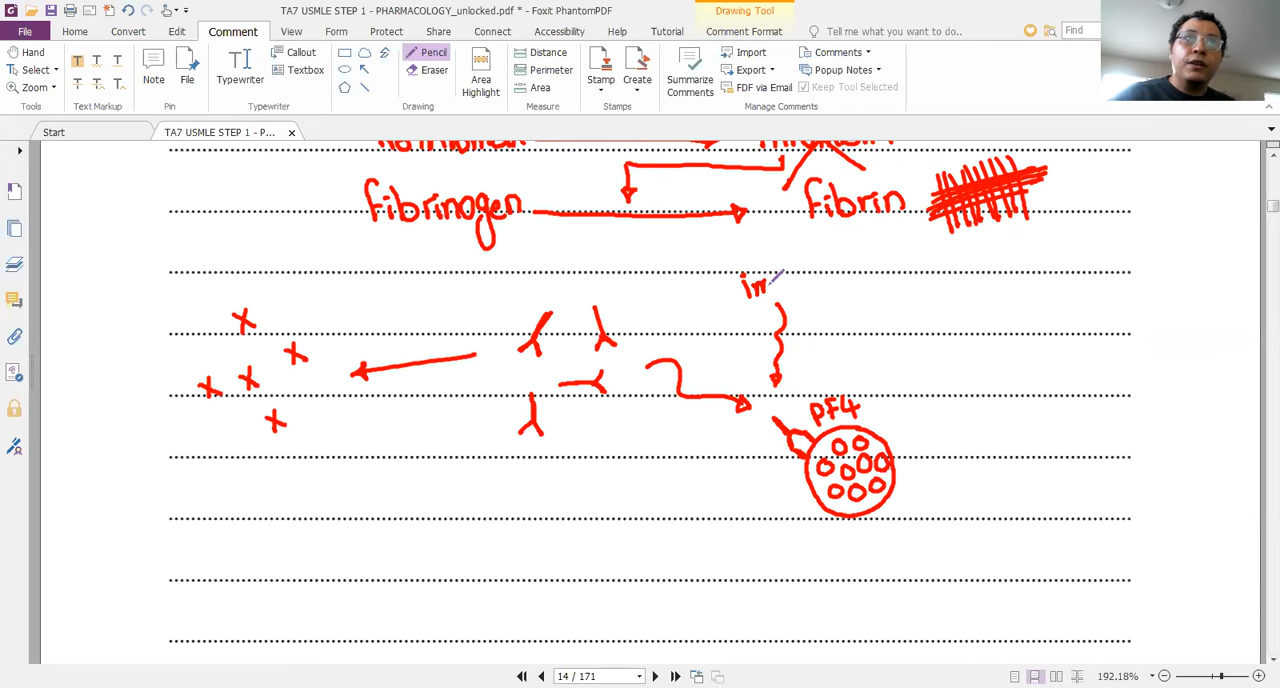 TA7 USMLE STEP 1 - PHARMACOLOGY_unlocked.pdf * - Foxit PhantomPDF
Drawing Tool
File Home Convert Edit Comment View Form Protect Share Connect Accessibility Help Tutorial Comment Format Tell me what you want to do.. Find
Hand
Select
Zoom
Tools
T T T
T T T
Text Markup
Note
File
Pin
Typewriter
Callout
Textbox
Typewriter
Pencil
Eraser
Drawing
Area Highlight
Distance
Perimeter
Area
Measure
Stamp
Create
Stamps
Summarize Comments
Import
Export
FDF via Email
Comments
Popup Notes
Keep Tool Selected
Manage Comments
Start
TA7 USMLE STEP 1 - P...
fibrinogen fibrin
im
pF4
14 / 171
192.18%